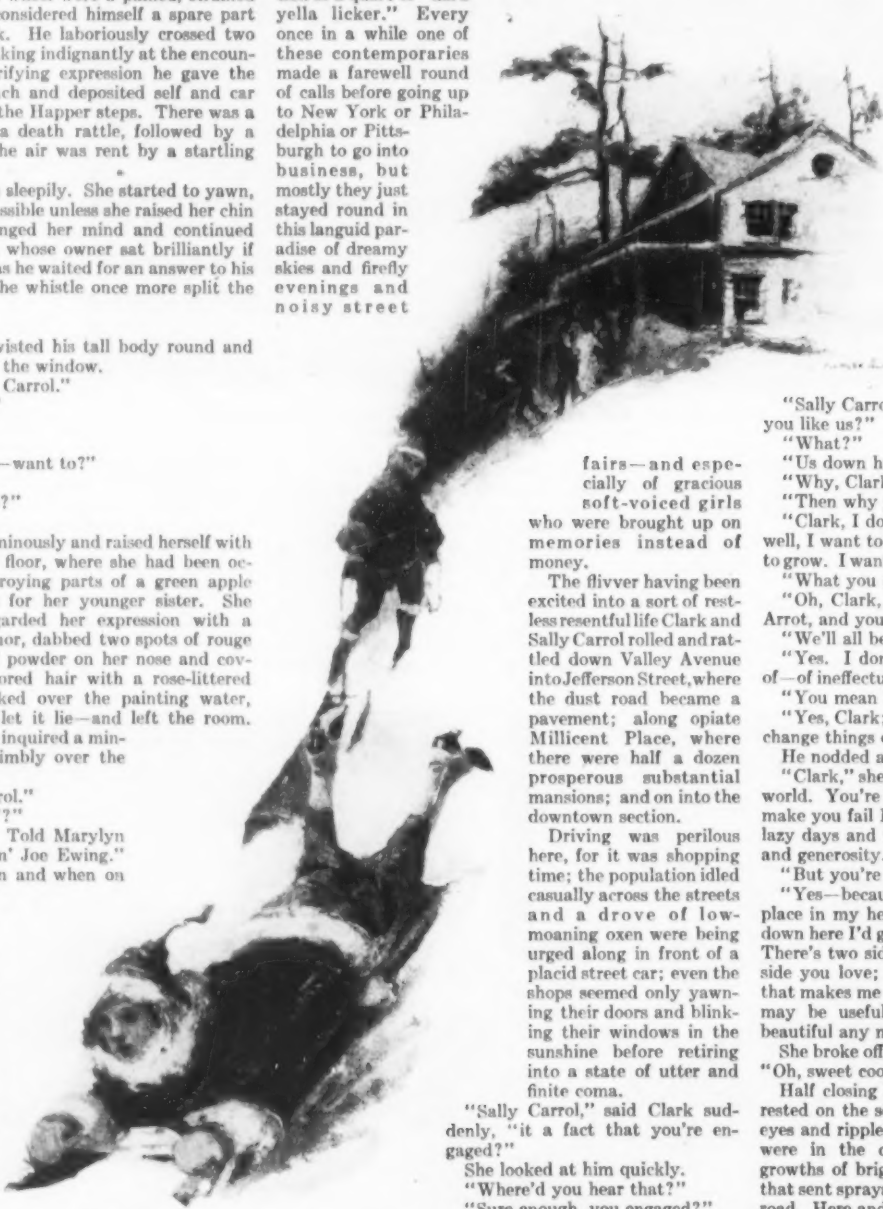 onsidered himself a spare part
k. He laboriously crossed two
king indignantly at the encoun-
rifying expression he gave the
ch and deposited self and car
the Happer steps. There was a
a death rattle, followed by a
he air was rent by a startling
sleepily. She started to yawn,
ssible unless she raised her chin
nged her mind and continued
whose owner sat brilliantly if
as he waited for an answer to his
he whistle once more split the
visted his tall body round and
the window.
Carrol."
—want to?"
?"
minously and raised herself with
floor, where she had been oc-
roying parts of a green apple
for her younger sister. She
garded her expression with a
mor, dabbed two spots of rouge
powder on her nose and cov-
ored hair with a rose-littered
ked over the painting water,
let it lie—and left the room.
inquired a min-
imbly over the
rol."
?"
Told Marylyn
n' Joe Ewing."
n and when on
yella licker." Every
once in a while one of
these contemporaries
made a farewell round
of calls before going up
to New York or Phila-
delphia or Pitts-
burgh to go into
business, but
mostly they just
stayed round in
this languid par-
adise of dreamy
skies and firefly
evenings and
noisy street
fairs—and espe-
cially of gracious
soft-voiced girls
who were brought up on
memories instead of
money.
The flivver having been
excited into a sort of rest-
less resentful life Clark and
Sally Carrol rolled and rat-
tled down Valley Avenue
into Jefferson Street, where
the dust road became a
pavement; along opiate
Millicent Place, where
there were half a dozen
prosperous substantial
mansions; and on into the
downtown section.
Driving was perilous
here, for it was shopping
time; the population idled
casually across the streets
and a drove of low-
moaning oxen were being
urged along in front of a
placid street car; even the
shops seemed only yawn-
ing their doors and blink-
ing their windows in the
sunshine before retiring
into a state of utter and
finite coma.
"Sally Carrol," said Clark sud-
denly, "it a fact that you're en-
gaged?"
She looked at him quickly.
"Where'd you hear that?"
"Sure enough, you engaged?"
"Sally Carro
you like us?"
"What?"
"Us down h
"Why, Clark
"Then why
"Clark, I do
well, I want to
to grow. I wan
"What you
"Oh, Clark,
Arrot, and you
"We'll all be
"Yes. I don
of—of ineffectu
"You mean
"Yes, Clark;
change things o
He nodded a
"Clark," she
world. You're
make you fail I
lazy days and
and generosity.
"But you're
"Yes—becau
place in my he
down here I'd g
There's two sid
side you love;
that makes me
may be useful
beautiful any m
She broke off
"Oh, sweet coo
Half closing
rested on the s
eyes and ripple
were in the c
growths of brig
that sent spray
road. Here and